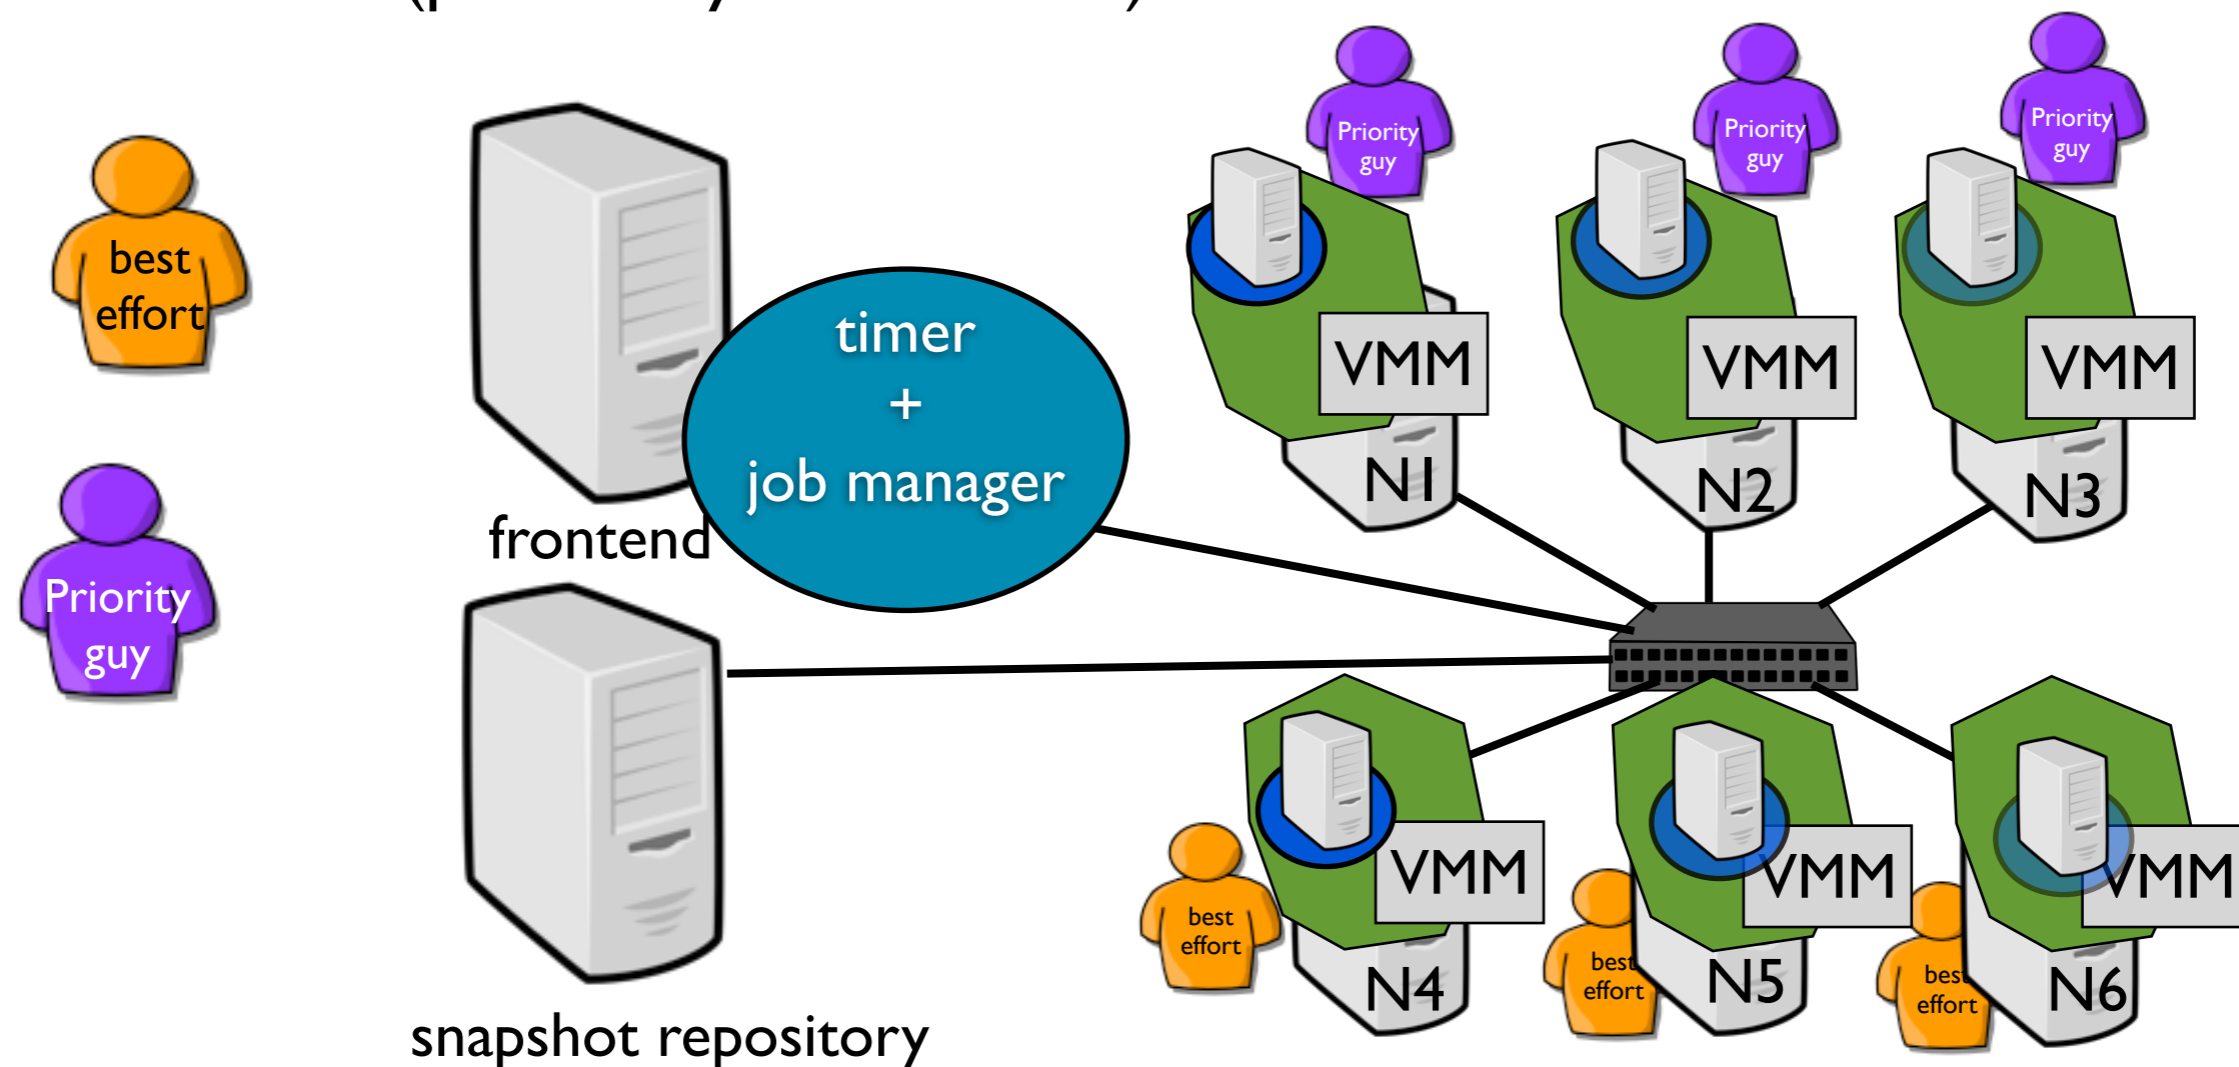 best
effort
Priority
guy
frontend
timer
+
job manager
snapshot repository
Priority
guy
VMM
N1
Priority
guy
VMM
N2
Priority
guy
VMM
N3
best
effort
VMM
N4
best
effort
VMM
N5
best
effort
VMM
N6